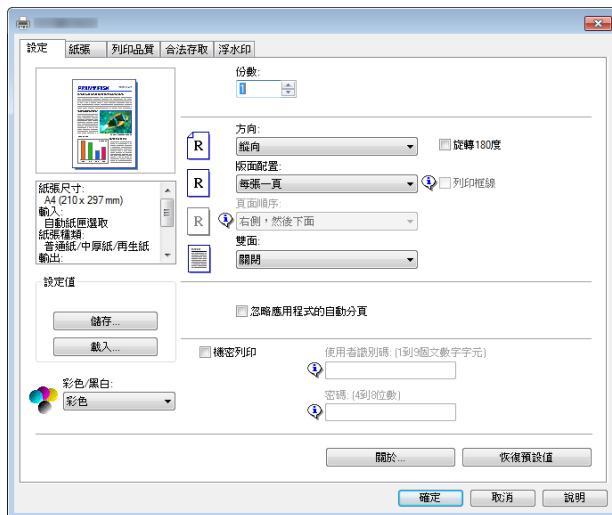 設定
紙張
列印品質
合法存取
浮水印
份數:
1
方向:
R
縱向
旋轉180度
版面配置:
R
每張一頁
列印框線
頁面順序:
R
右側，然後下面
雙面:
關閉
紙張尺寸:
A4 (210 x 297 mm)
輸入:
自動紙匣選取
紙張種類:
普通紙/中厚紙/再生紙
輸出:
設定值
儲存...
載入...
忽略應用程式的自動分頁
機密列印
使用者識別碼: (1到9個文數字字元)
密碼: (4到8位數)
彩色/黑白:
彩色
關於...
恢復預設值
確定
取消
說明